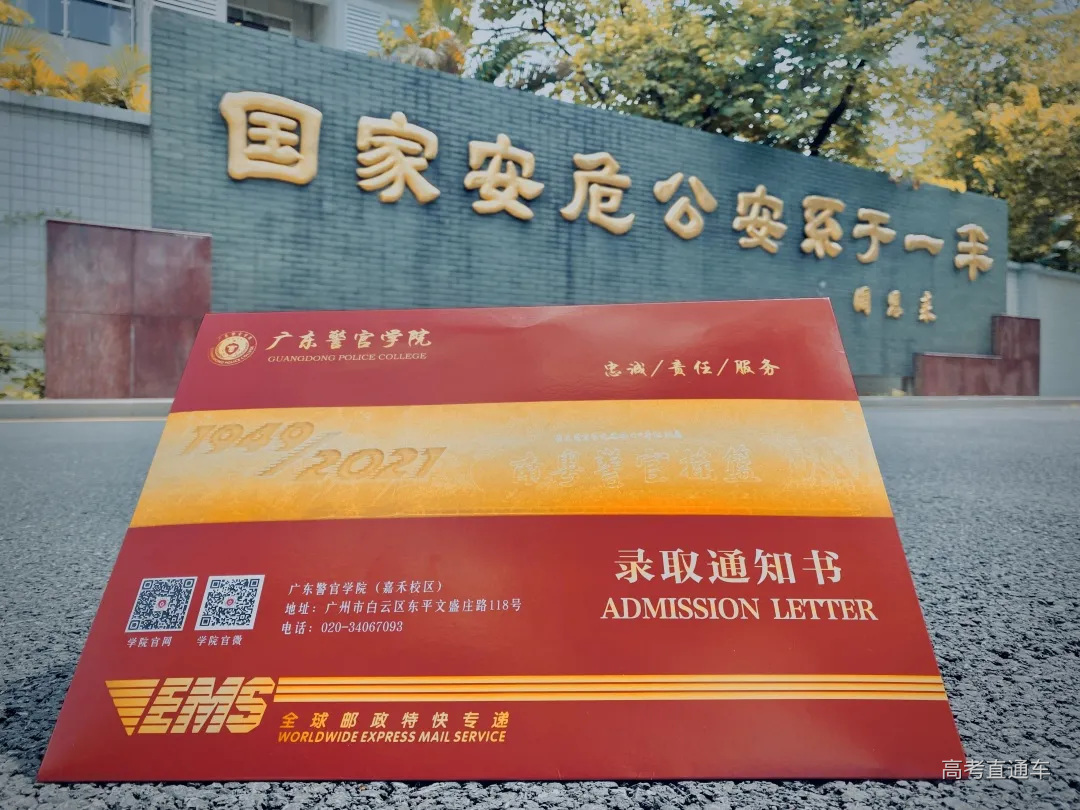 国家安危公安系于一半
周恩来
广东警官学院
GUANGDONG POLICE COLLEGE
忠诚/责任/服务
1949/2021
录取通知书
ADMISSION LETTER
广东警官学院（嘉禾校区）
地址：广州市白云区东平文盛庄路118号
电话：020-34067093
学院官网
学院官微
EMS
全球邮政特快专递
WORLDWIDE EXPRESS MAIL SERVICE
高考直通车